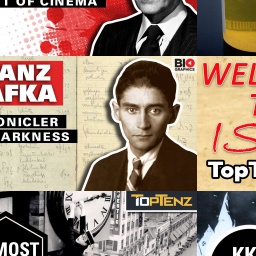 T OF CINEMA
ANZ
AFKA
ONICLER
ARKNESS
BIO
GRAPHICS
WEL
T
IS
TopT
TOPTENZ
MOST
KK